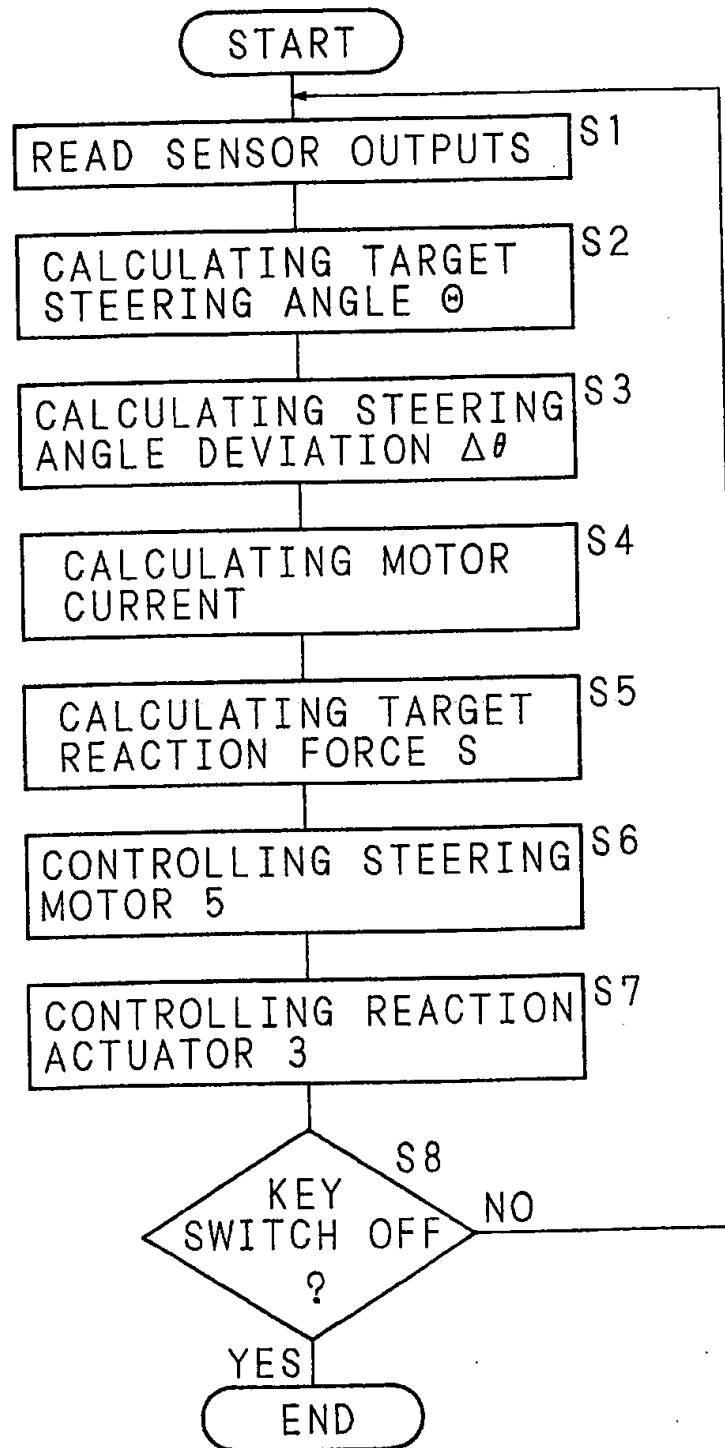 START
READ SENSOR OUTPUTS
S1
CALCULATING TARGET
STEERING ANGLE Θ
S2
CALCULATING STEERING
ANGLE DEVIATION Δθ
S3
CALCULATING MOTOR
CURRENT
S4
CALCULATING TARGET
REACTION FORCE S
S5
CONTROLLING STEERING
MOTOR 5
S6
CONTROLLING REACTION
ACTUATOR 3
S7
S8
KEY
SWITCH OFF
?
NO
YES
END